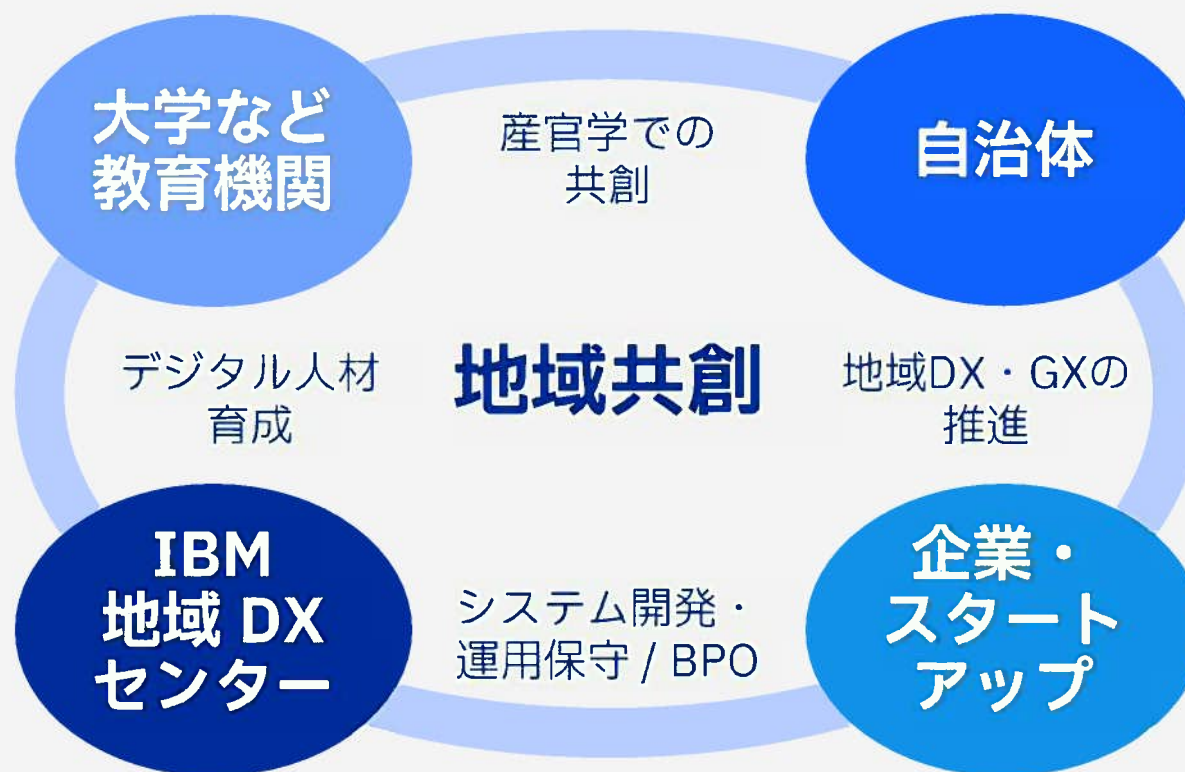 大学など
教育機関
産官学での
共創
自治体
デジタル人材
育成
地域共創
地域DX・GXの
推進
IBM
地域 DX
センター
システム開発・
運用保守 / BPO
企業・
スタート
アップ